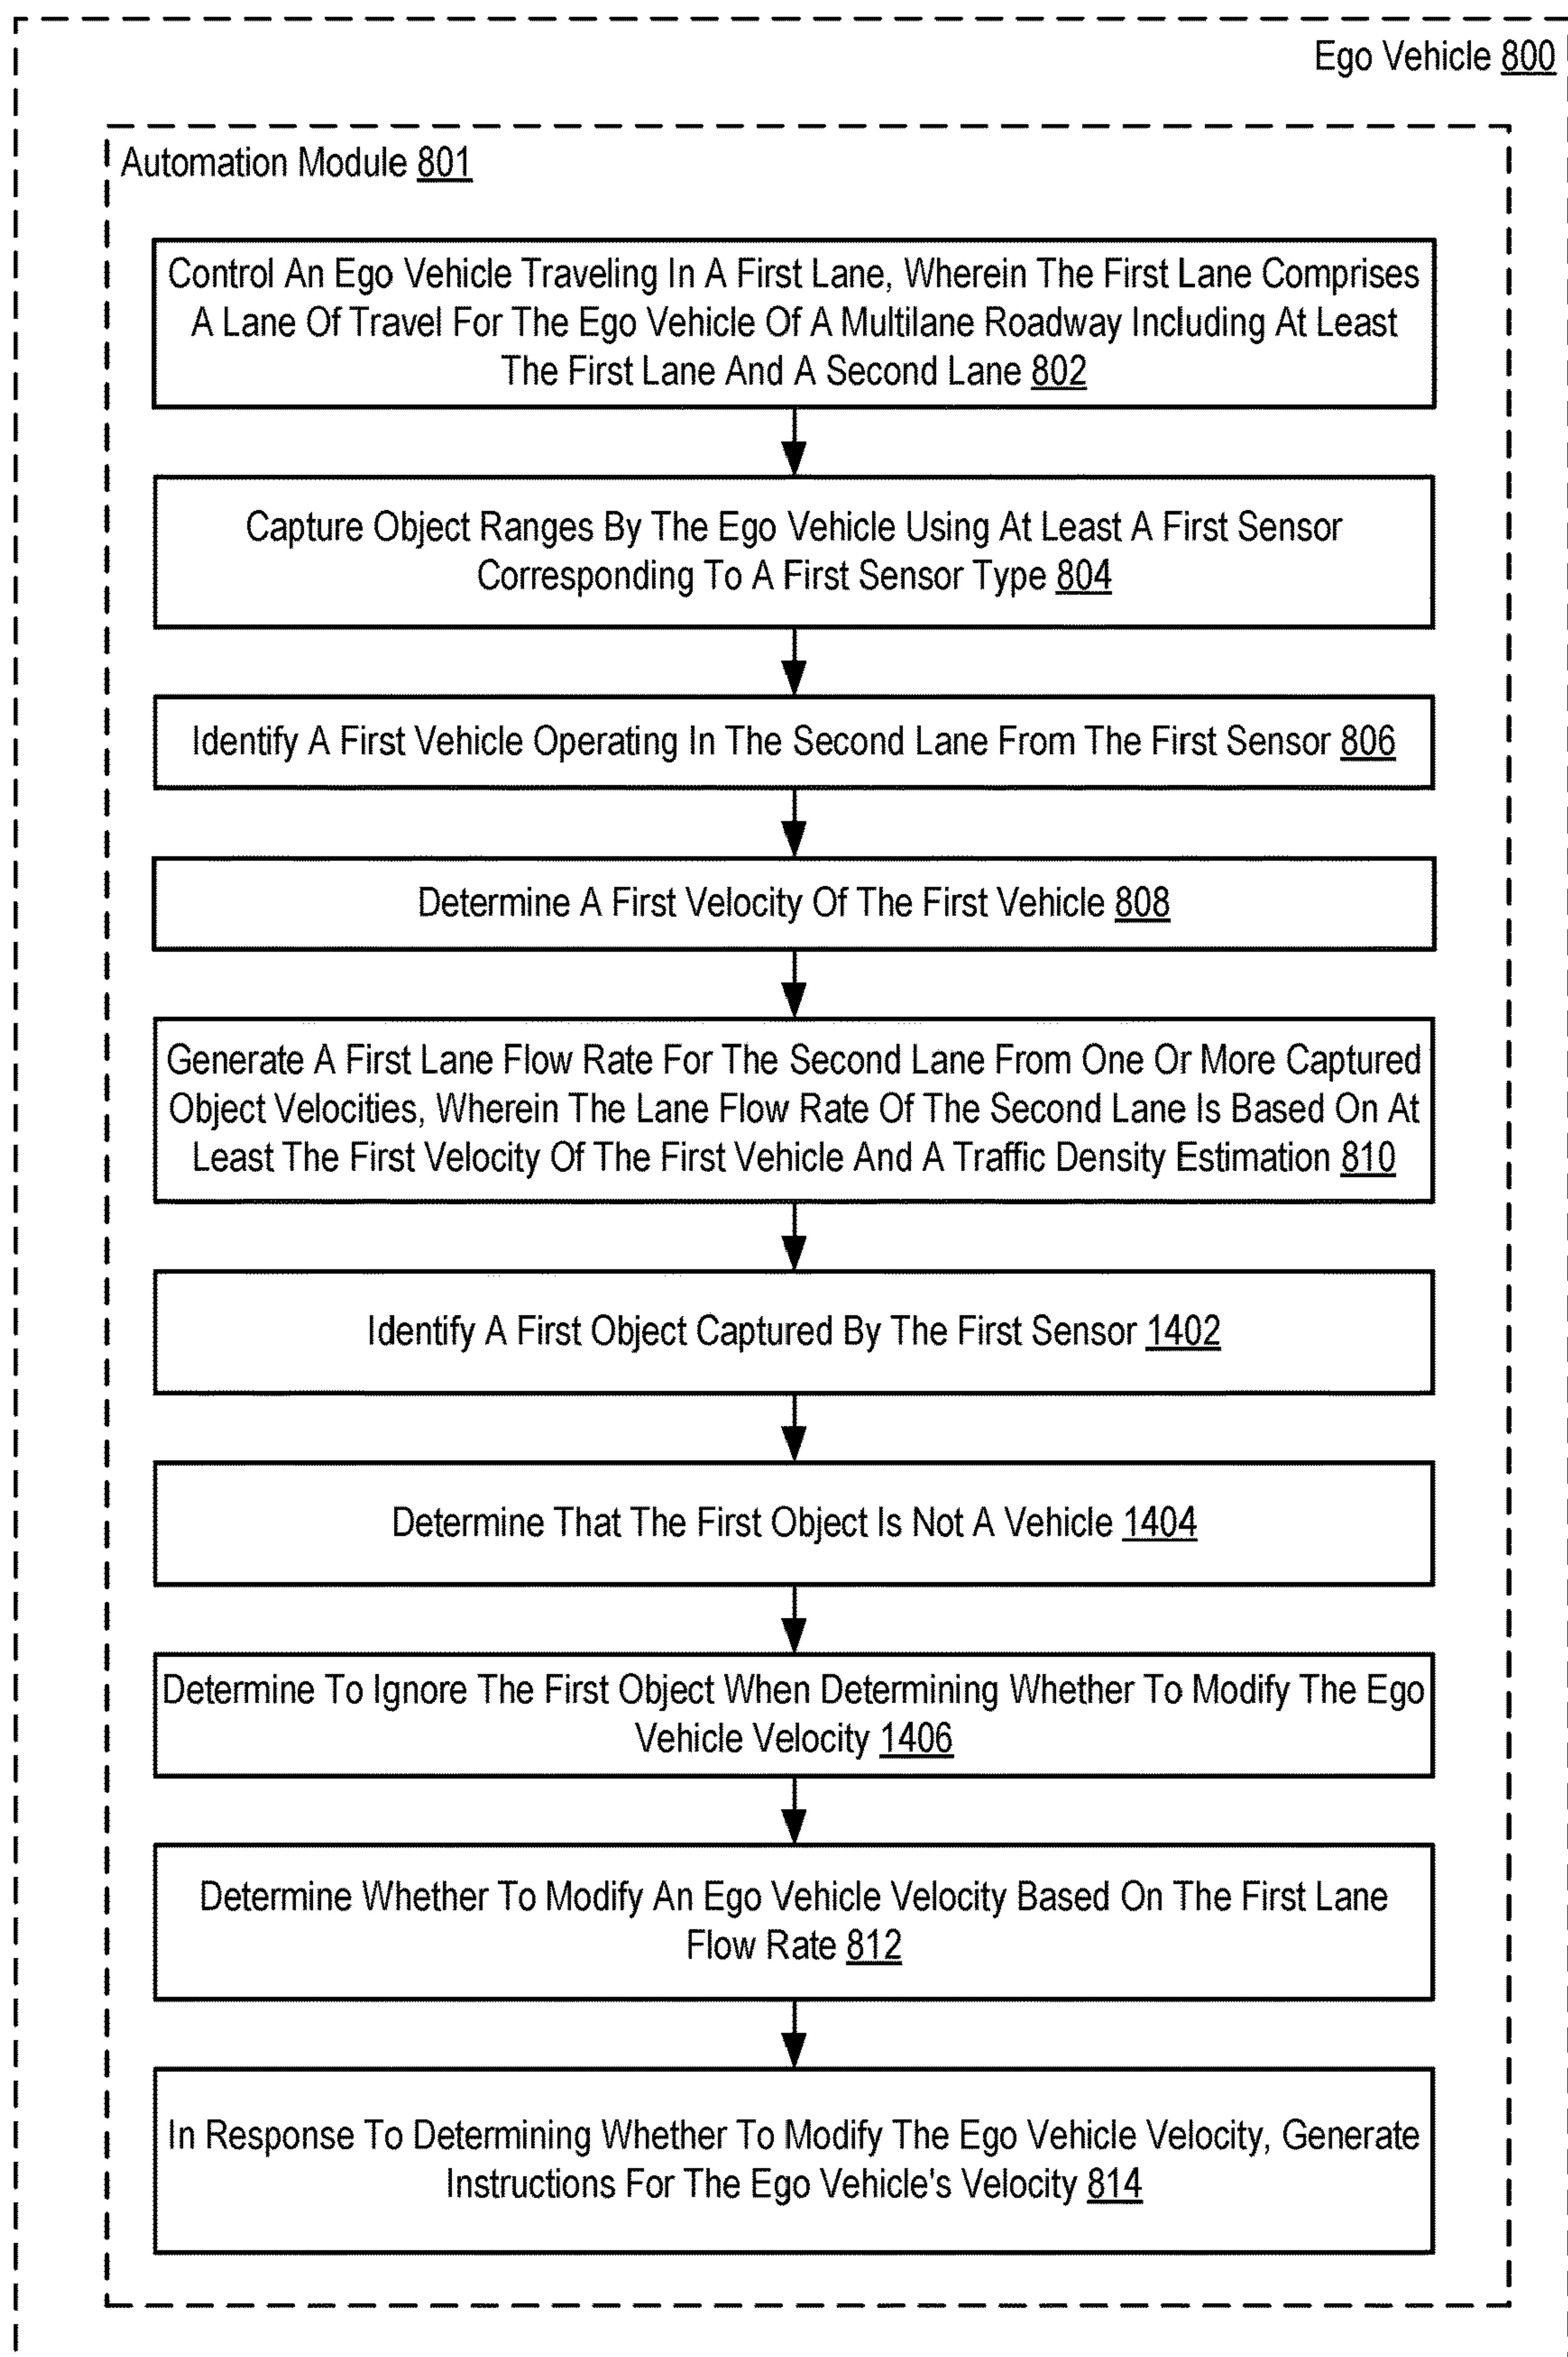 Ego Vehicle 800
Automation Module 801
Control An Ego Vehicle Traveling In A First Lane, Wherein The First Lane Comprises
A Lane Of Travel For The Ego Vehicle Of A Multilane Roadway Including At Least
The First Lane And A Second Lane 802
Capture Object Ranges By The Ego Vehicle Using At Least A First Sensor
Corresponding To A First Sensor Type 804
Identify A First Vehicle Operating In The Second Lane From The First Sensor 806
Determine A First Velocity Of The First Vehicle 808
Generate A First Lane Flow Rate For The Second Lane From One Or More Captured
Object Velocities, Wherein The Lane Flow Rate Of The Second Lane Is Based On At
Least The First Velocity Of The First Vehicle And A Traffic Density Estimation 810
Identify A First Object Captured By The First Sensor 1402
Determine That The First Object Is Not A Vehicle 1404
Determine To Ignore The First Object When Determining Whether To Modify The Ego
Vehicle Velocity 1406
Determine Whether To Modify An Ego Vehicle Velocity Based On The First Lane
Flow Rate 812
In Response To Determining Whether To Modify The Ego Vehicle Velocity, Generate
Instructions For The Ego Vehicle's Velocity 814